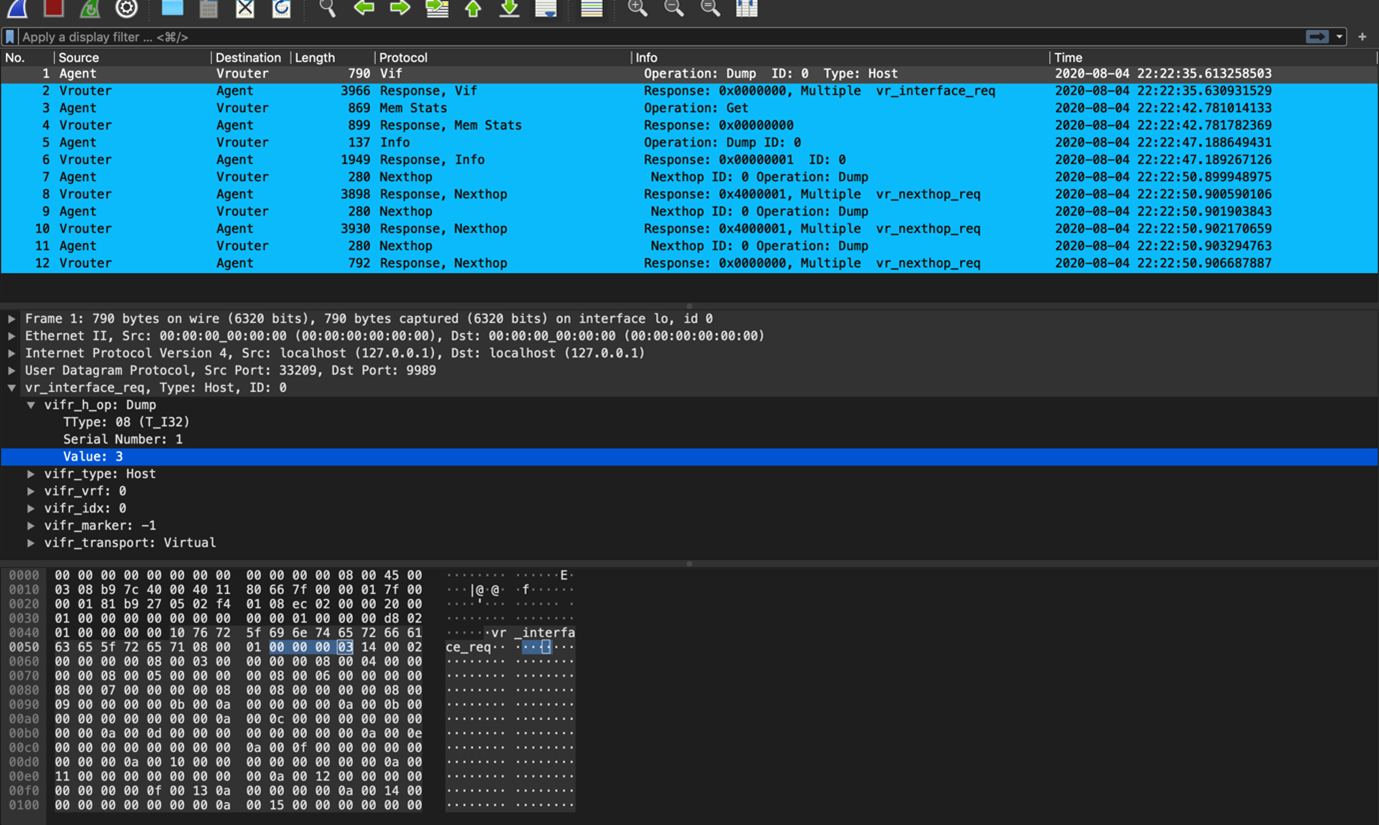 Apply a display filter ... <⌘/>
+
No. Source Destination Length Protocol Info Time
1 Agent Vrouter 790 Vif Operation: Dump ID: 0 Type: Host 2020-08-04 22:22:35.613258503
2 Vrouter Agent 3966 Response, Vif Response: 0x0000000, Multiple vr_interface_req 2020-08-04 22:22:35.630931529
3 Agent Vrouter 869 Mem Stats Operation: Get 2020-08-04 22:22:42.781014133
4 Vrouter Agent 899 Response, Mem Stats Response: 0x00000000 2020-08-04 22:22:42.781782369
5 Agent Vrouter 137 Info Operation: Dump ID: 0 2020-08-04 22:22:47.188649431
6 Vrouter Agent 1949 Response, Info Response: 0x00000001 ID: 0 2020-08-04 22:22:47.189267126
7 Agent Vrouter 280 Nexthop Nexthop ID: 0 Operation: Dump 2020-08-04 22:22:50.899948975
8 Vrouter Agent 3898 Response, Nexthop Response: 0x4000001, Multiple vr_nexthop_req 2020-08-04 22:22:50.900590106
9 Agent Vrouter 280 Nexthop Nexthop ID: 0 Operation: Dump 2020-08-04 22:22:50.901903843
10 Vrouter Agent 3930 Response, Nexthop Response: 0x4000001, Multiple vr_nexthop_req 2020-08-04 22:22:50.902170659
11 Agent Vrouter 280 Nexthop Nexthop ID: 0 Operation: Dump 2020-08-04 22:22:50.903294763
12 Vrouter Agent 792 Response, Nexthop Response: 0x0000000, Multiple vr_nexthop_req 2020-08-04 22:22:50.906687887
Frame 1: 790 bytes on wire (6320 bits), 790 bytes captured (6320 bits) on interface lo, id 0
Ethernet II, Src: 00:00:00_00:00:00 (00:00:00:00:00:00), Dst: 00:00:00_00:00:00 (00:00:00:00:00:00)
Internet Protocol Version 4, Src: localhost (127.0.0.1), Dst: localhost (127.0.0.1)
User Datagram Protocol, Src Port: 33209, Dst Port: 9989
vr_interface_req, Type: Host, ID: 0
vifr_h_op: Dump
TType: 08 (T_I32)
Serial Number: 1
Value: 3
vifr_type: Host
vifr_vrf: 0
vifr_idx: 0
vifr_marker: -1
vifr_transport: Virtual
0000 00 00 00 00 00 00 00 00 00 00 00 00 08 00 45 00 ········ ······E·
0010 03 08 b9 7c 40 00 40 11 80 66 7f 00 00 01 7f 00 ···|@·@· ·f······
0020 00 01 81 b9 27 05 02 f4 01 08 ec 02 00 00 20 00 ····'··· ······ ·
0030 01 00 00 00 00 00 00 00 00 00 01 00 00 00 d8 02 ········ ········
0040 01 00 00 00 00 10 76 72 5f 69 6e 74 65 72 66 61 ······vr _interfa
0050 63 65 5f 72 65 71 08 00 01 00 00 00 03 14 00 02 ce_req·· ········
0060 00 00 00 08 00 03 00 00 00 00 08 00 04 00 00 00 ········ ········
0070 00 00 08 00 05 00 00 00 00 08 00 06 00 00 00 00 ········ ········
0080 08 00 07 00 00 00 00 08 00 08 00 00 00 00 08 00 ········ ········
0090 09 00 00 00 00 0b 00 0a 00 00 00 00 0a 00 0b 00 ········ ········
00a0 00 00 00 00 00 00 00 0a 00 0c 00 00 00 00 00 00 ········ ········
00b0 00 00 0a 00 0d 00 00 00 00 00 00 00 00 0a 00 0e ········ ········
00c0 00 00 00 00 00 00 00 00 0a 00 0f 00 00 00 00 00 ········ ········
00d0 00 00 00 0a 00 10 00 00 00 00 00 00 00 00 0a 00 ········ ········
00e0 11 00 00 00 00 00 00 00 00 0a 00 12 00 00 00 00 ········ ········
00f0 00 00 00 00 0f 00 13 0a 00 00 00 00 0a 00 14 00 ········ ········
0100 00 00 00 00 00 00 00 0a 00 15 00 00 00 00 00 00 ········ ········